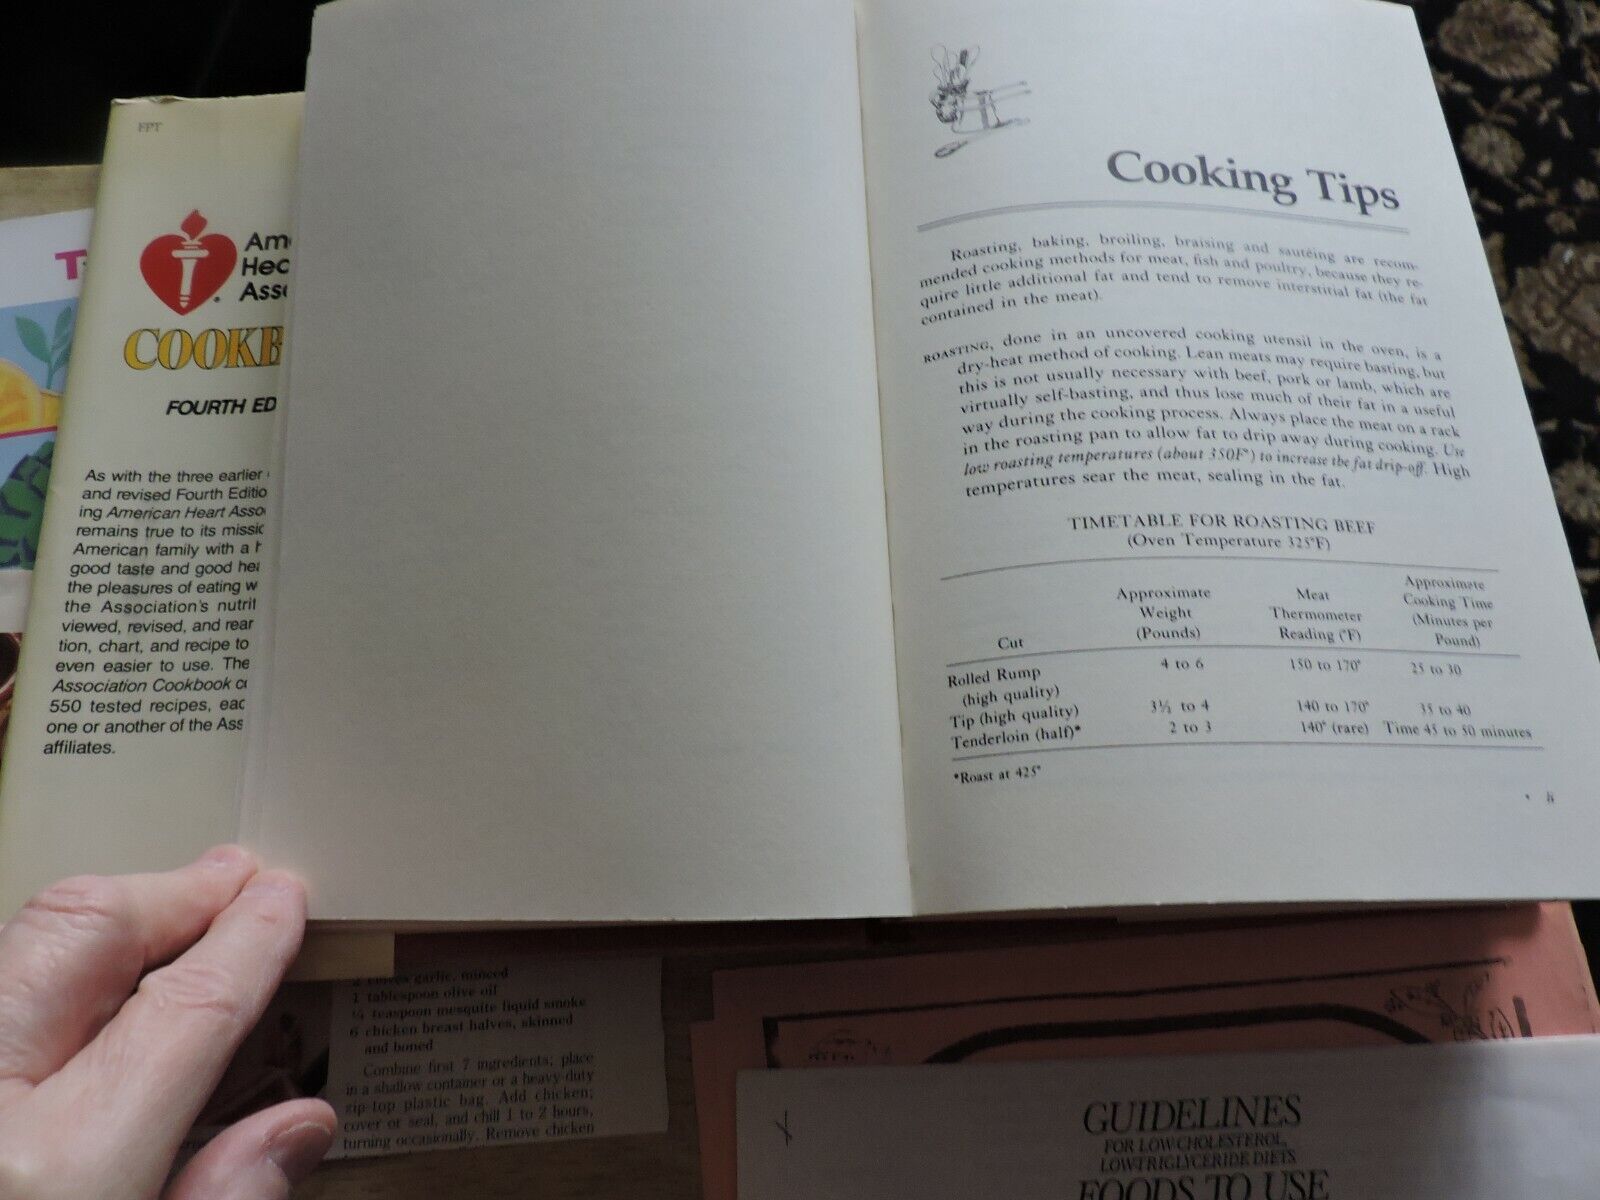 FPT
T
Am
Hea
Asso
COOKB
FOURTH ED
As with the three earlier
and revised Fourth Editio
ing American Heart Asso
remains true to its missio
American family with a h
good taste and good hea
the pleasures of eating w
the Association's nutrit
viewed, revised, and rear
tion, chart, and recipe to
even easier to use. The
Association Cookbook co
550 tested recipes, eac
one or another of the Ass
affiliates.
Cooking Tips
Roasting, baking, broiling, braising and sautéing are recom-
mended cooking methods for meat, fish and poultry, because they re-
quire little additional fat and tend to remove interstitial fat (the fat
contained in the meat).
ROASTING, done in an uncovered cooking utensil in the oven, is a
dry-heat method of cooking. Lean meats may require basting, but
this is not usually necessary with beef, pork or lamb, which are
virtually self-basting, and thus lose much of their fat in a useful
way during the cooking process. Always place the meat on a rack
in the roasting pan to allow fat to drip away during cooking. Use
low roasting temperatures (about 350F°) to increase the fat drip-off. High
temperatures sear the meat, sealing in the fat.
TIMETABLE FOR ROASTING BEEF
(Oven Temperature 325°F)
Cut
Approximate
Weight
(Pounds)
Meat
Thermometer
Reading (°F)
Approximate
Cooking Time
(Minutes per
Pound)
Rolled Rump 4 to 6 150 to 170° 25 to 30
(high quality)
Tip (high quality) 3½ to 4 140 to 170° 35 to 40
Tenderloin (half)* 2 to 3 140° (rare) Time 45 to 50 minutes
*Roast at 425°
cloves garlic, minced
1 tablespoon olive oil
¼ teaspoon mesquite liquid smoke
6 chicken breast halves, skinned
and boned
Combine first 7 ingredients; place
in a shallow container or a heavy-duty
zip-top plastic bag. Add chicken;
cover or seal, and chill 1 to 2 hours,
turning occasionally. Remove chicken
GUIDELINES
FOR LOW-CHOLESTEROL,
LOW-TRIGLYCERIDE DIETS
FOODS TO USE